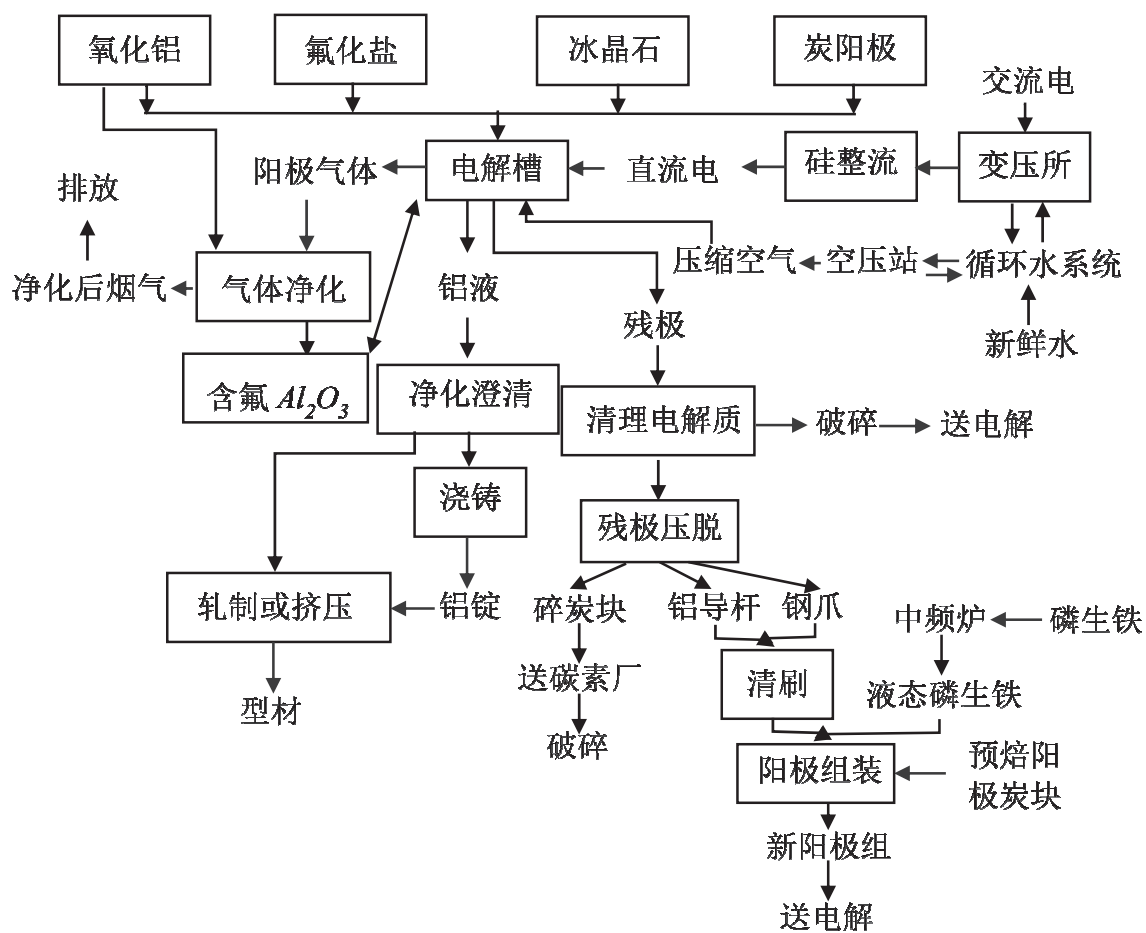 氧化铝
氟化盐
冰晶石
炭阳极
交流电
阳极气体
电解槽
直流电
硅整流
变压所
排放
净化后烟气
气体净化
铝液
压缩空气
空压站
循环水系统
残极
新鲜水
含氟 Al2O3
净化澄清
清理电解质
破碎
送电解
浇铸
残极压脱
轧制或挤压
铝锭
碎炭块
铝导杆
钢爪
中频炉
磷生铁
送碳素厂
清刷
液态磷生铁
型材
破碎
阳极组装
预焙阳
极炭块
新阳极组
送电解